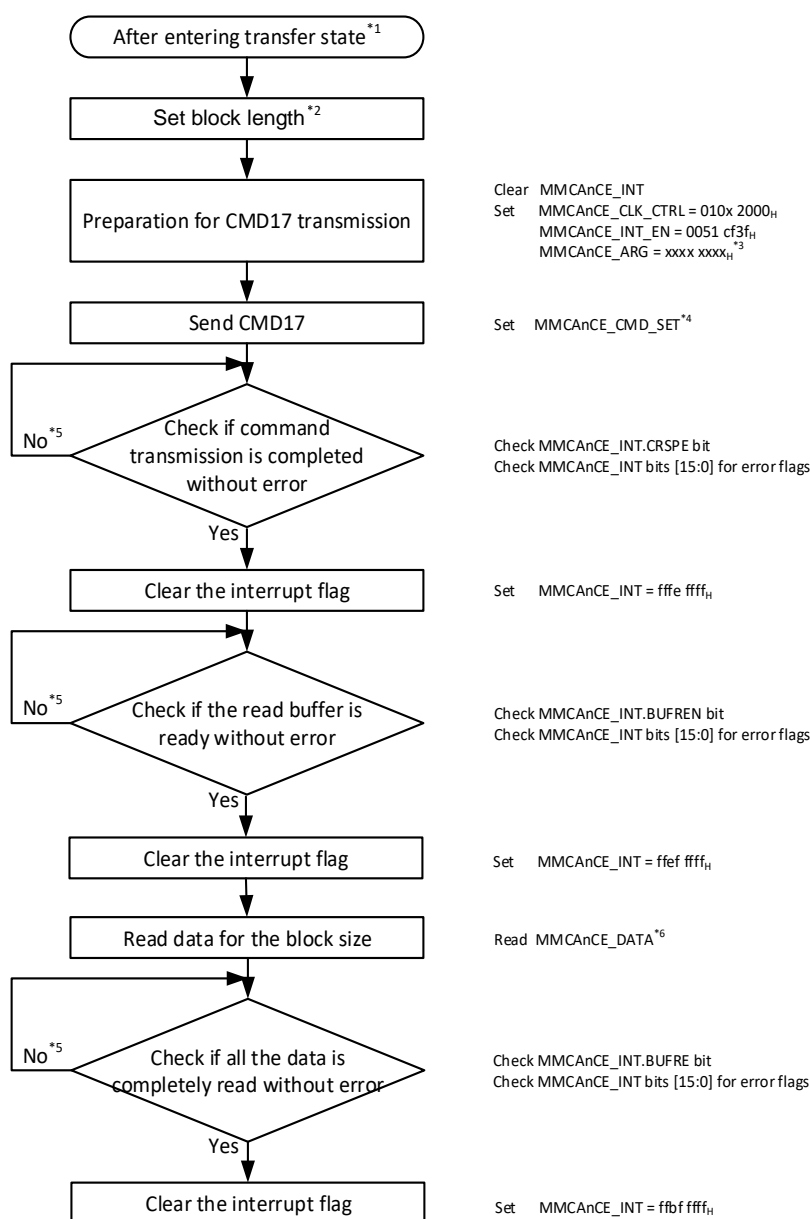 After entering transfer state*1
Set block length*2
Preparation for CMD17 transmission
Clear MMCAnCE_INT
Set MMCAnCE_CLK_CTRL = 010x 2000H
MMCAnCE_INT_EN = 0051 cf3fH
MMCAnCE_ARG = xxxx xxxxH*3
Send CMD17
Set MMCAnCE_CMD_SET*4
No*5
Check if command
transmission is completed
without error
Check MMCAnCE_INT.CRSPE bit
Check MMCAnCE_INT bits [15:0] for error flags
Yes
Clear the interrupt flag
Set MMCAnCE_INT = fffe ffffH
No*5
Check if the read buffer is
ready without error
Check MMCAnCE_INT.BUFREN bit
Check MMCAnCE_INT bits [15:0] for error flags
Yes
Clear the interrupt flag
Set MMCAnCE_INT = ffef ffffH
Read data for the block size
Read MMCAnCE_DATA*6
No*5
Check if all the data is
completely read without error
Check MMCAnCE_INT.BUFRE bit
Check MMCAnCE_INT bits [15:0] for error flags
Yes
Clear the interrupt flag
Set MMCAnCE_INT = ffbf ffffH